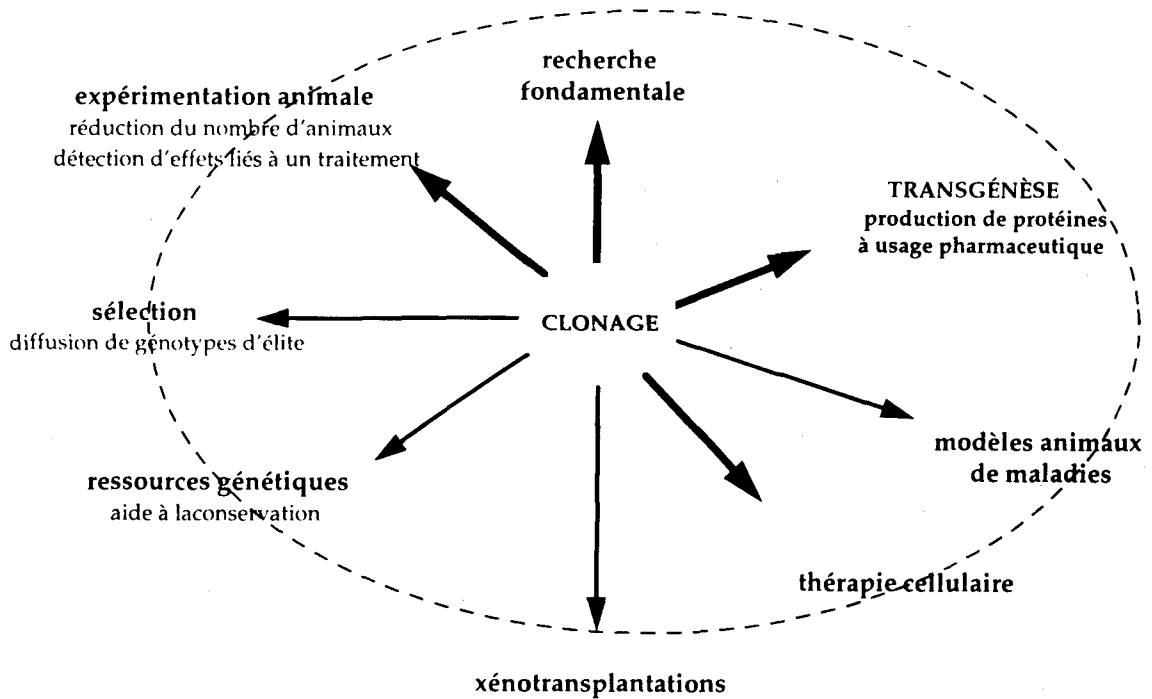 recherche
fondamentale
expérimentation animale
réduction du nombre d'animaux
détection d'effets liés à un traitement
TRANSGÉNÈSE
production de protéines
à usage pharmaceutique
sélection
diffusion de génotypes d'élite
CLONAGE
modèles animaux
de maladies
ressources génétiques
aide à laconservation
thérapie cellulaire
xénotransplantations